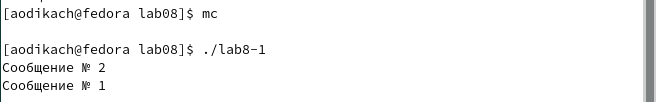 [aodikach@fedora lab08]$ mc
[aodikach@fedora lab08]$ ./lab8-1
Сообщение № 2
Сообщение № 1